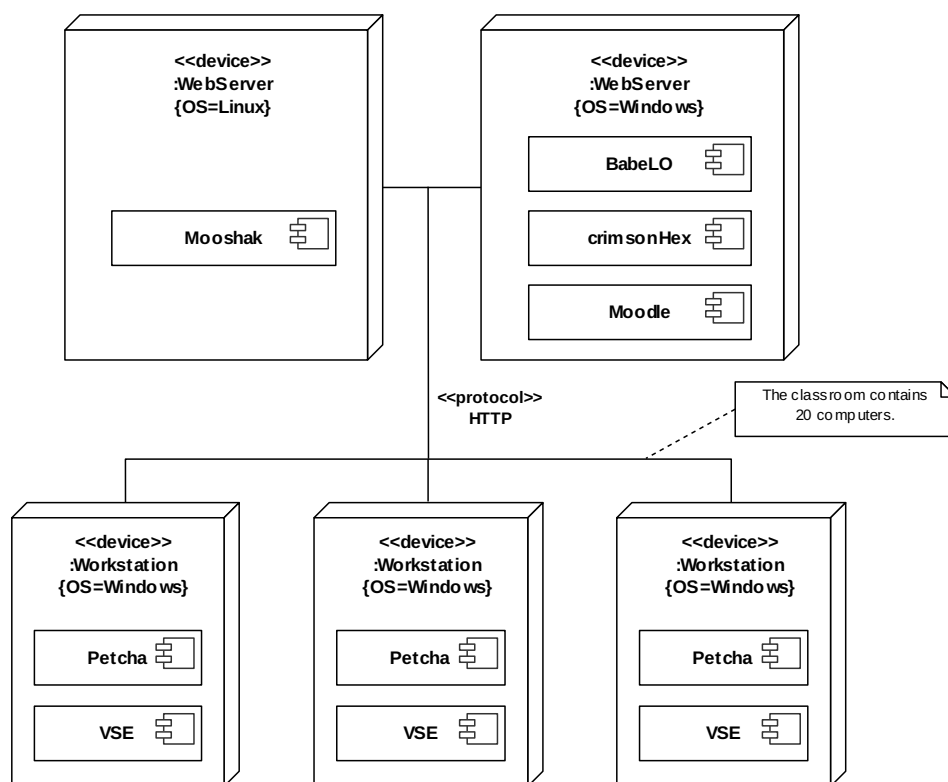 <<device>>
:WebServer
{OS=Linux}
Mooshak
<<device>>
:WebServer
{OS=Windows}
BabeLO
crimsonHex
Moodle
<<protocol>>
HTTP
The classroom contains
20 computers.
<<device>>
:Workstation
{OS=Windows}
Petcha
VSE
<<device>>
:Workstation
{OS=Windows}
Petcha
VSE
<<device>>
:Workstation
{OS=Windows}
Petcha
VSE